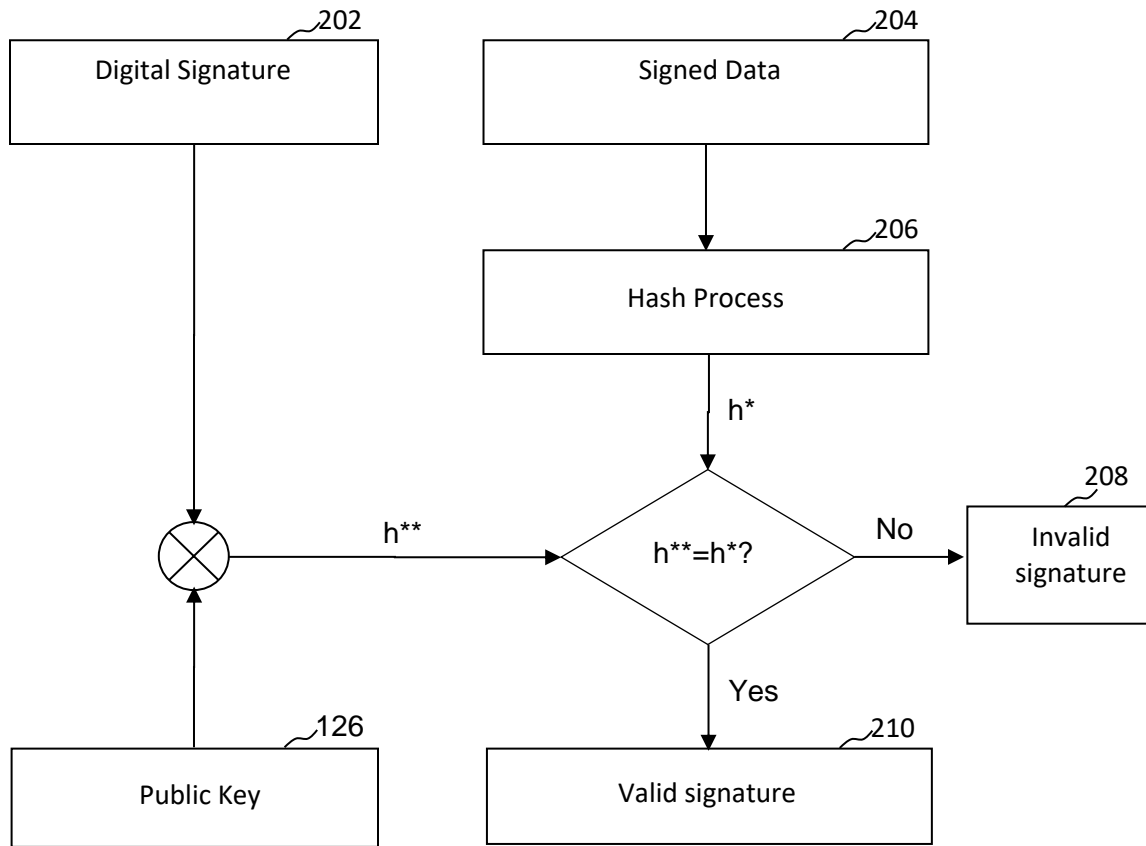 202
Digital Signature
204
Signed Data
206
Hash Process
h*
h**
h**=h*?
No
208
Invalid
signature
Yes
126
Public Key
210
Valid signature